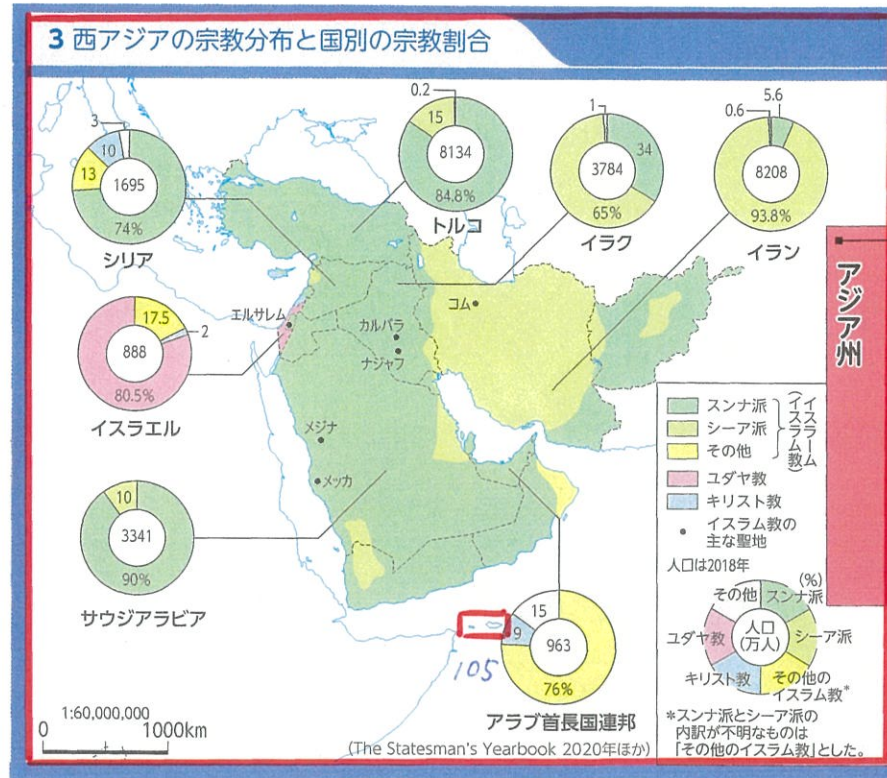 3 西アジアの宗教分布と国別の宗教割合
3
10
13
1695
74%
シリア
0.2
15
8134
84.8%
トルコ
1
34
3784
65%
イラク
0.6
5.6
8208
93.8%
イラン
アジア州
17.5
2
888
80.5%
イスラエル
エルサレム
カルバラ
ナジャフ
コム
メジナ
メッカ
10
3341
90%
サウジアラビア
15
9
963
76%
アラブ首長国連邦
105
スンナ派
シーア派
その他
(イスラーム教)
イスラム教
ユダヤ教
キリスト教
イスラム教の
主な聖地
人口は2018年
(%)
その他
スンナ派
ユダヤ教
人口
(万人)
シーア派
キリスト教
その他の
イスラム教*
*スンナ派とシーア派の
内訳が不明なものは
「その他のイスラム教」とした。
1:60,000,000
0 1000km
(The Statesman's Yearbook 2020年ほか)